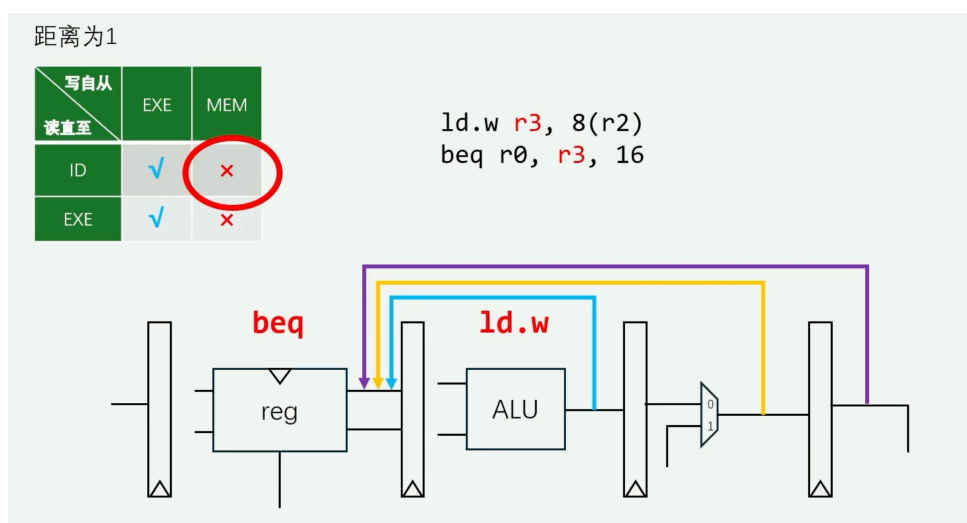 距离为1
写自从
读直至
EXE
MEM
ID
√
×
EXE
√
×
ld.w r3, 8(r2)
beq r0, r3, 16
beq
ld.w
reg
ALU
0
1